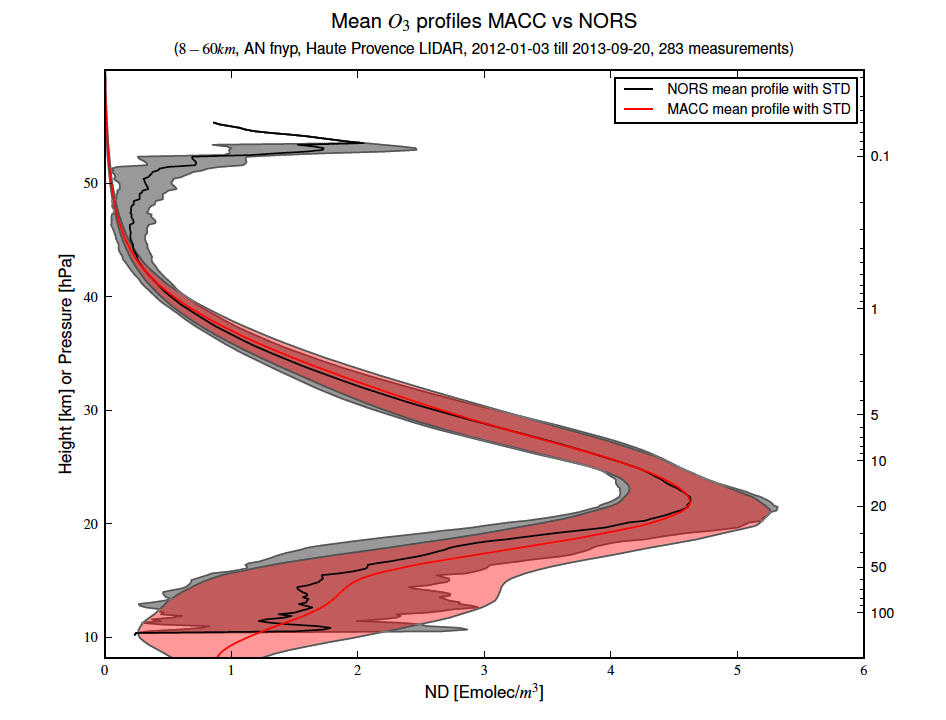 Mean O₃ profiles MACC vs NORS
(8−60km, AN fnyp, Haute Provence LIDAR, 2012-01-03 till 2013-09-20, 283 measurements)
NORS mean profile with STD
MACC mean profile with STD
Height [km] or Pressure [hPa]
50
40
30
20
10
0.1
1
5
10
20
50
100
0 1 2 3 4 5 6
ND [Emolec/m³]